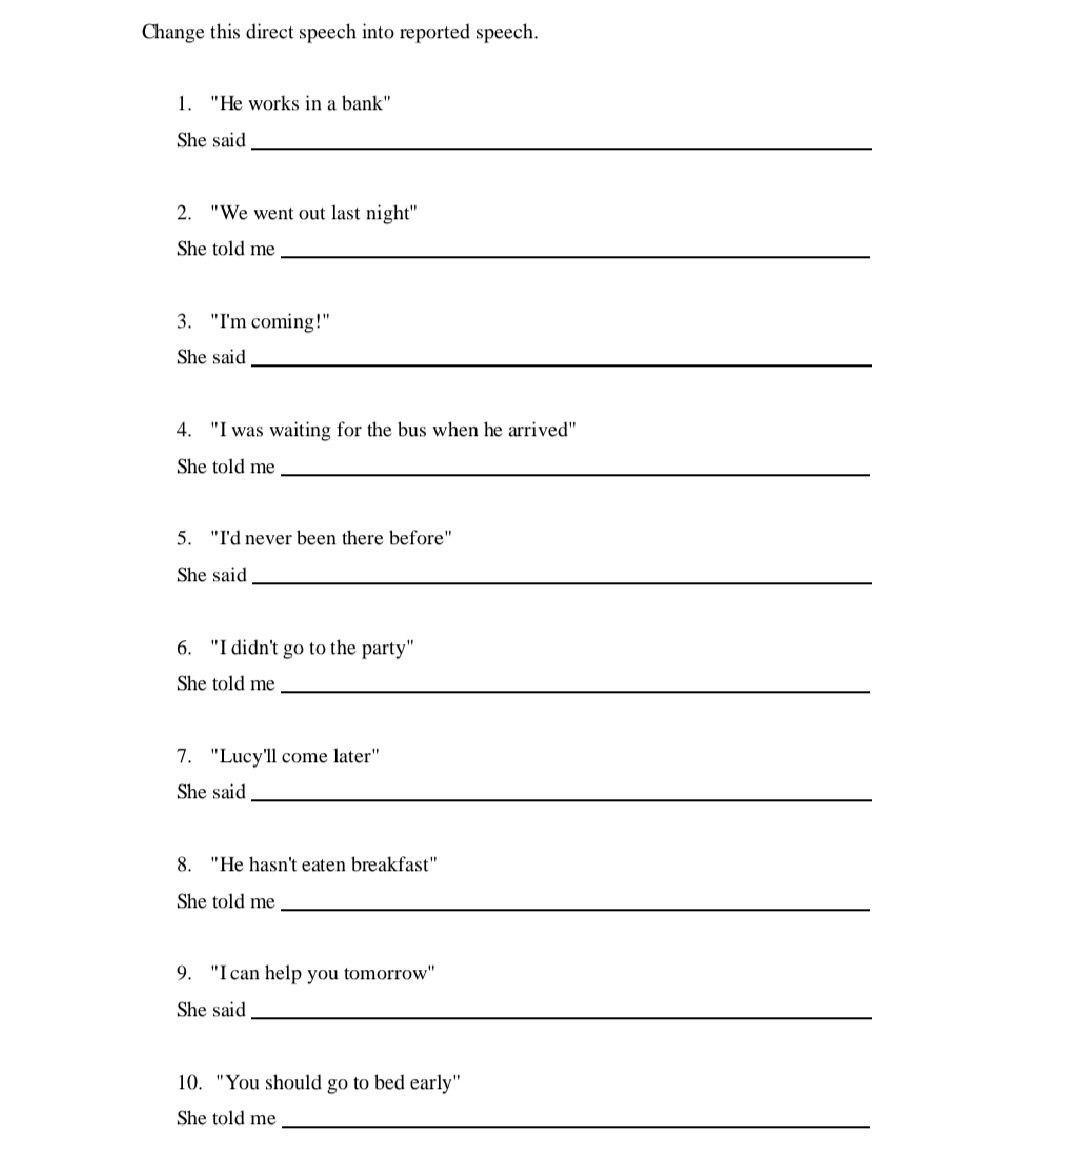 Change this direct speech into reported speech.
1. "He works in a bank"
She said
2. "We went out last night"
She told me
3. "I'm coming!"
She said
4. "I was waiting for the bus when he arrived"
She told me
5. "I'd never been there before"
She said
6. "I didn't go to the party"
She told me
7. "Lucy'll come later"
She said
8. "He hasn't eaten breakfast"
She told me
9. "I can help you tomorrow"
She said
10. "You should go to bed early"
She told me